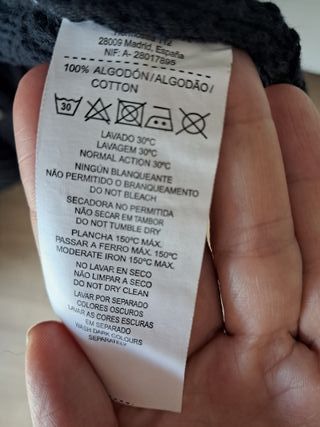 28009 Madrid. España
NIF: A- 28017895
100% ALGODÓN/ALGODÃO/
COTTON
30
LAVADO 30ºC
LAVAGEM 30ºC
NORMAL ACTION 30ºC
NINGÚN BLANQUEANTE
NÃO PERMITIDO O BRANQUEAMENTO
DO NOT BLEACH
SECADORA NO PERMITIDA
NÃO SECAR EM TAMBOR
DO NOT TUMBLE DRY
PLANCHA 150ºC MÁX.
PASSAR A FERRO MÁX. 150ºC
MODERATE IRON 150ºC MÁX
NO LAVAR EN SECO
NÃO LIMPAR A SECO
DO NOT DRY CLEAN
LAVAR POR SEPARADO
COLORES OSCUROS
LAVAR AS CORES ESCURAS
EM SEPARADO
WASH DARK COLOURS
SEPARATELY